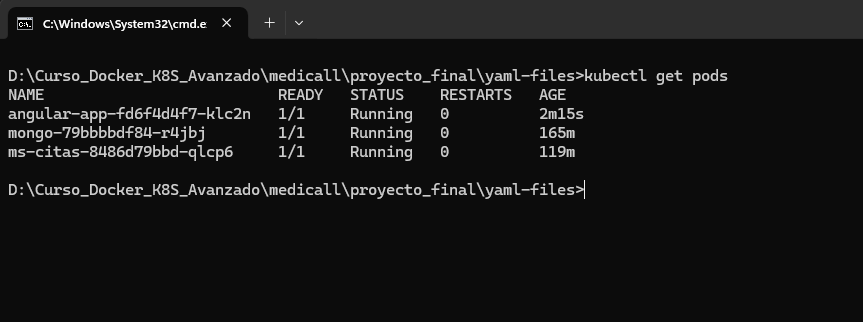 C:\Windows\System32\cmd.e
D:\Curso_Docker_K8S_Avanzado\medicall\proyecto_final\yaml-files>kubectl get pods
NAME READY STATUS RESTARTS AGE
angular-app-fd6f4d4f7-klc2n 1/1 Running 0 2m15s
mongo-79bbbbdf84-r4jbj 1/1 Running 0 165m
ms-citas-8486d79bbd-qlcp6 1/1 Running 0 119m
D:\Curso_Docker_K8S_Avanzado\medicall\proyecto_final\yaml-files>